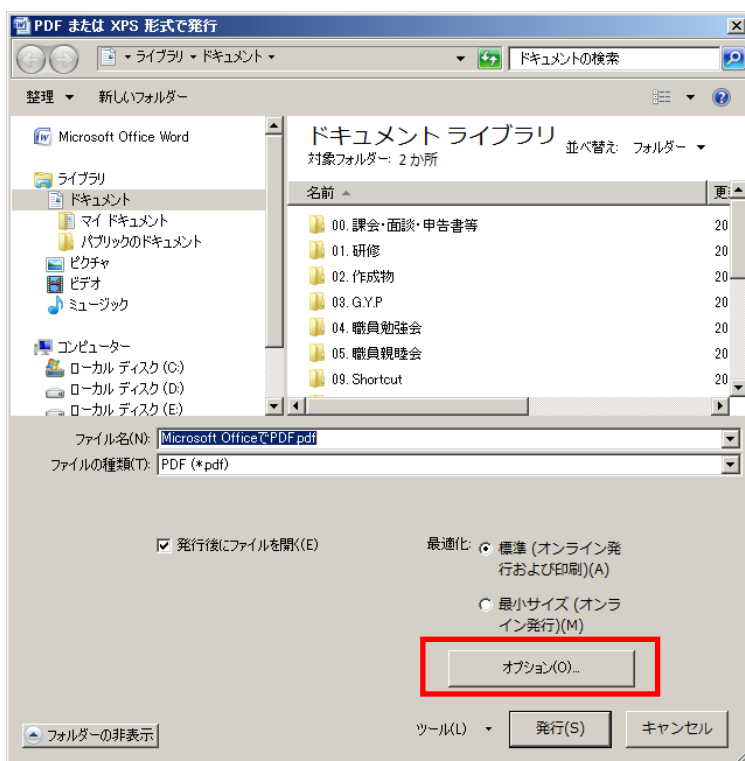 PDF または XPS 形式で発行
ライブラリ ドキュメント
ドキュメントの検索
整理 新しいフォルダー
Microsoft Office Word
ライブラリ
ドキュメント
マイ ドキュメント
パブリックのドキュメント
ピクチャ
ビデオ
ミュージック
コンピューター
ローカル ディスク (C:)
ローカル ディスク (D:)
ローカル ディスク (E:)
ドキュメント ライブラリ
対象フォルダー: 2 か所
並べ替え: フォルダー
名前 更
00. 課会・面談・申告書等 20
01. 研修 20
02. 作成物 20
03. G.Y.P 20
04. 職員勉強会 20
05. 職員親睦会 20
09. Shortcut 20
ファイル名(N): Microsoft OfficeでPDF.pdf
ファイルの種類(T): PDF (*.pdf)
発行後にファイルを開く(E)
最適化: 標準 (オンライン発
行および印刷)(A)
最小サイズ (オンラ
イン発行)(M)
オプション(O)...
フォルダーの非表示
ツール(L) 発行(S) キャンセル